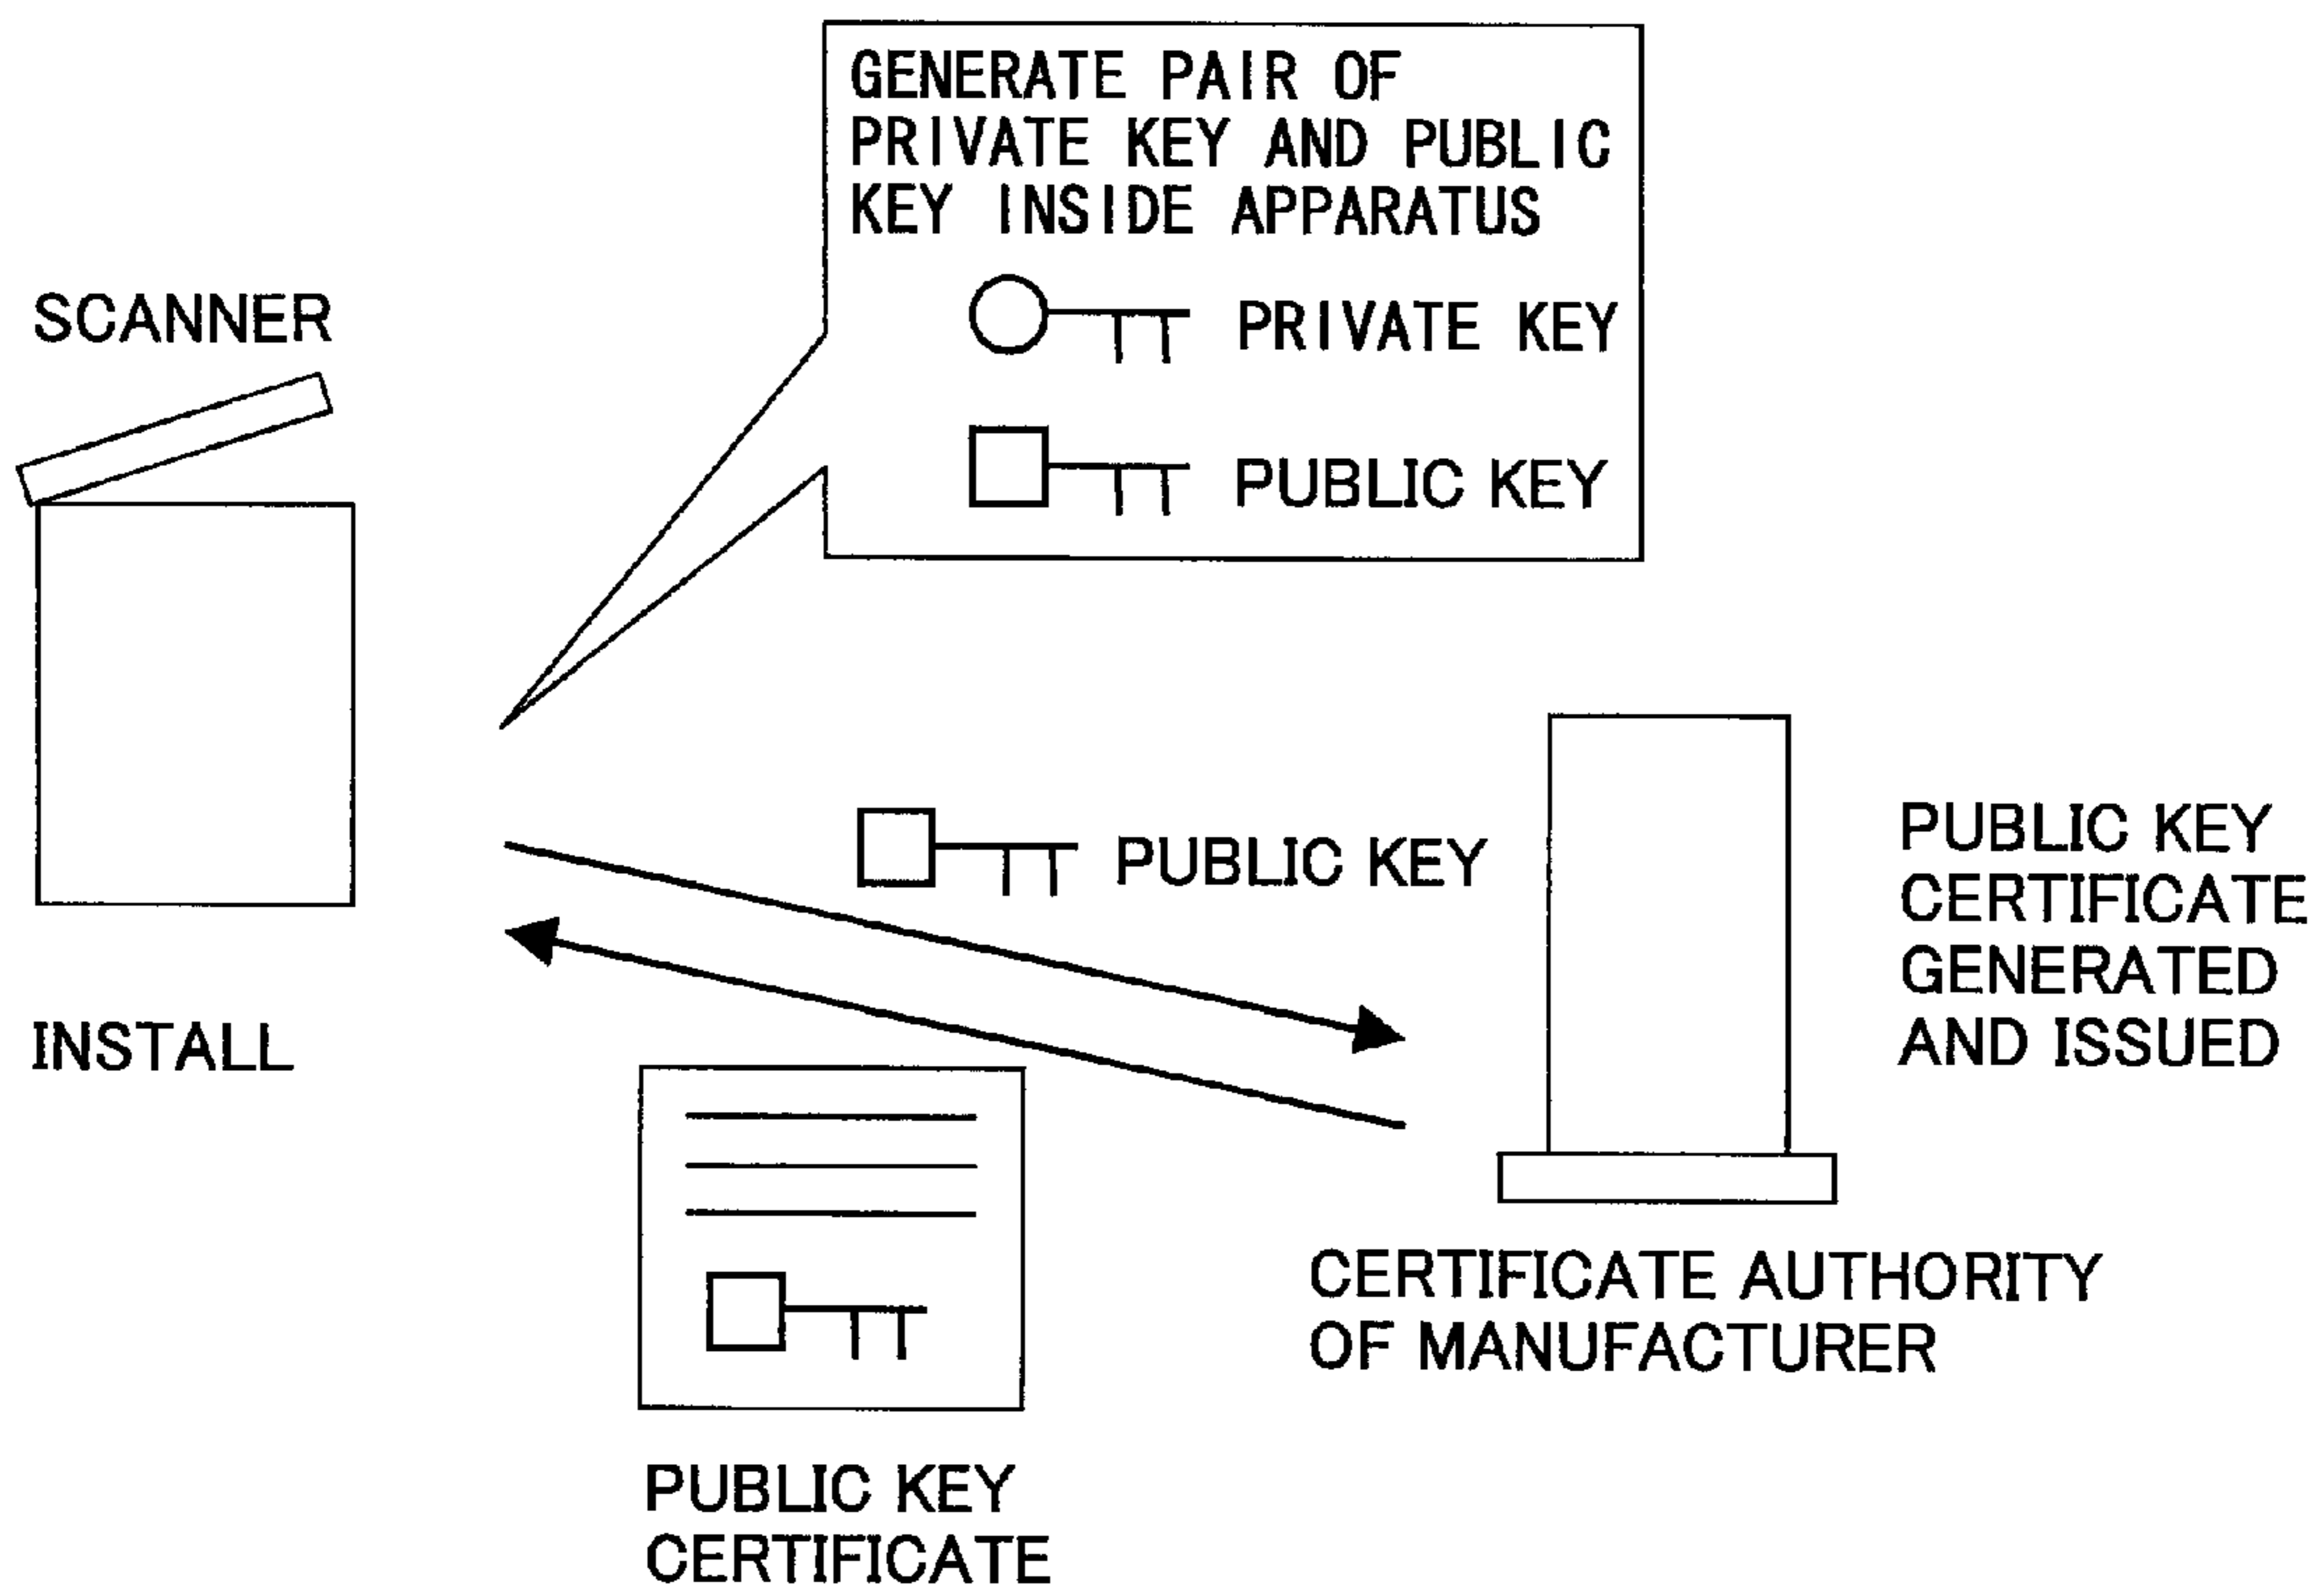 GENERATE PAIR OF
PRIVATE KEY AND PUBLIC
KEY INSIDE APPARATUS
PRIVATE KEY
PUBLIC KEY
SCANNER
INSTALL
PUBLIC KEY
PUBLIC KEY
CERTIFICATE
GENERATED
AND ISSUED
CERTIFICATE AUTHORITY
OF MANUFACTURER
PUBLIC KEY
CERTIFICATE